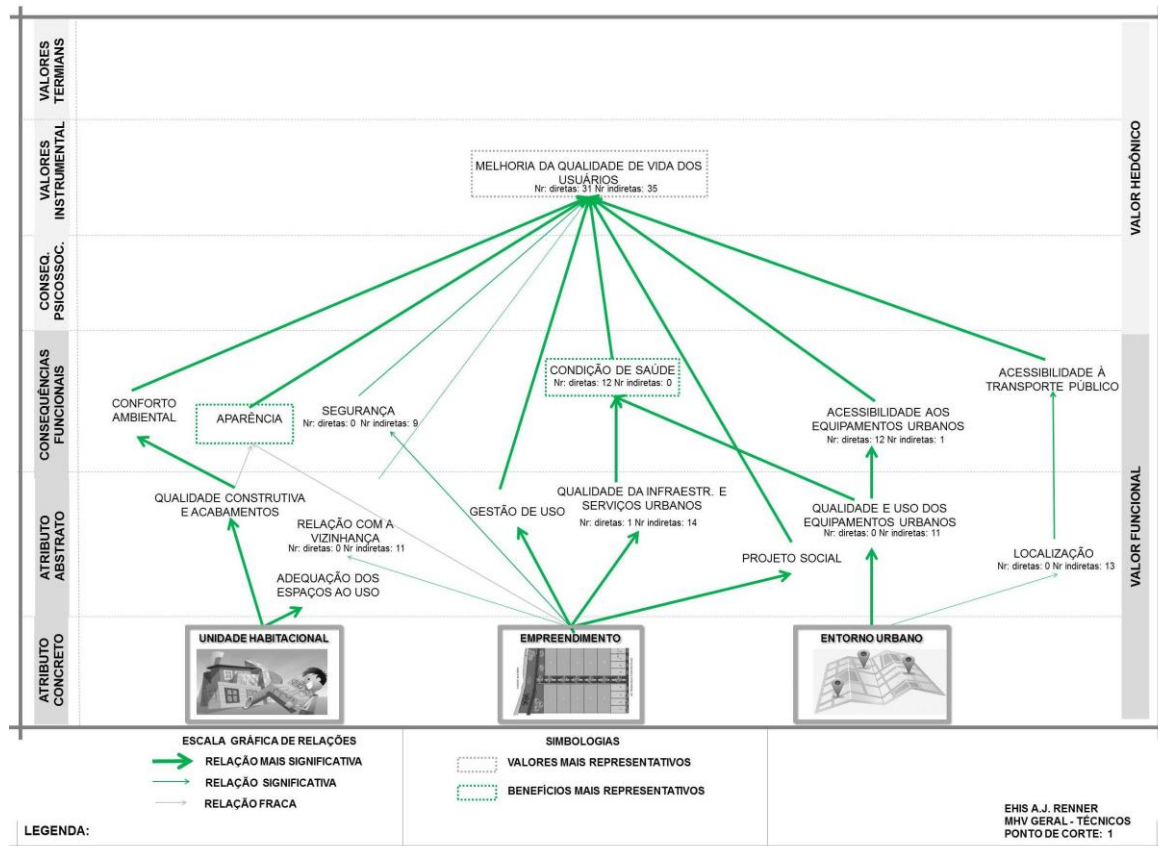 VALORES
TERMIANS
VALORES
INSTRUMENTAL
CONSEQ.
PSICOSSOC.
CONSEQUÊNCIAS
FUNCIONAIS
ATRIBUTO
ABSTRATO
ATRIBUTO
CONCRETO
VALOR HEDÔNICO
VALOR FUNCIONAL
MELHORIA DA QUALIDADE DE VIDA DOS
USUÁRIOS
Nr: diretas: 31 Nr indiretas: 35
CONFORTO
AMBIENTAL
APARÊNCIA
SEGURANÇA
Nr: diretas: 0 Nr indiretas: 9
CONDIÇÃO DE SAÚDE
Nr: diretas: 12 Nr indiretas: 0
ACESSIBILIDADE AOS
EQUIPAMENTOS URBANOS
Nr: diretas: 12 Nr indiretas: 1
ACESSIBILIDADE À
TRANSPORTE PÚBLICO
QUALIDADE CONSTRUTIVA
E ACABAMENTOS
RELAÇÃO COM A
VIZINHANÇA
Nr: diretas: 0 Nr indiretas: 11
ADEQUAÇÃO DOS
ESPAÇOS AO USO
GESTÃO DE USO
QUALIDADE DA INFRAESTR. E
SERVIÇOS URBANOS
Nr: diretas: 1 Nr indiretas: 14
PROJETO SOCIAL
QUALIDADE E USO DOS
EQUIPAMENTOS URBANOS
Nr: diretas: 0 Nr indiretas: 11
LOCALIZAÇÃO
Nr: diretas: 0 Nr indiretas: 13
UNIDADE HABITACIONAL
EMPREENDIMENTO
ENTORNO URBANO
ESCALA GRÁFICA DE RELAÇÕES
RELAÇÃO MAIS SIGNIFICATIVA
RELAÇÃO SIGNIFICATIVA
RELAÇÃO FRACA
LEGENDA:
SIMBOLOGIAS
VALORES MAIS REPRESENTATIVOS
BENEFÍCIOS MAIS REPRESENTATIVOS
EHIS A.J. RENNER
MHV GERAL - TÉCNICOS
PONTO DE CORTE: 1